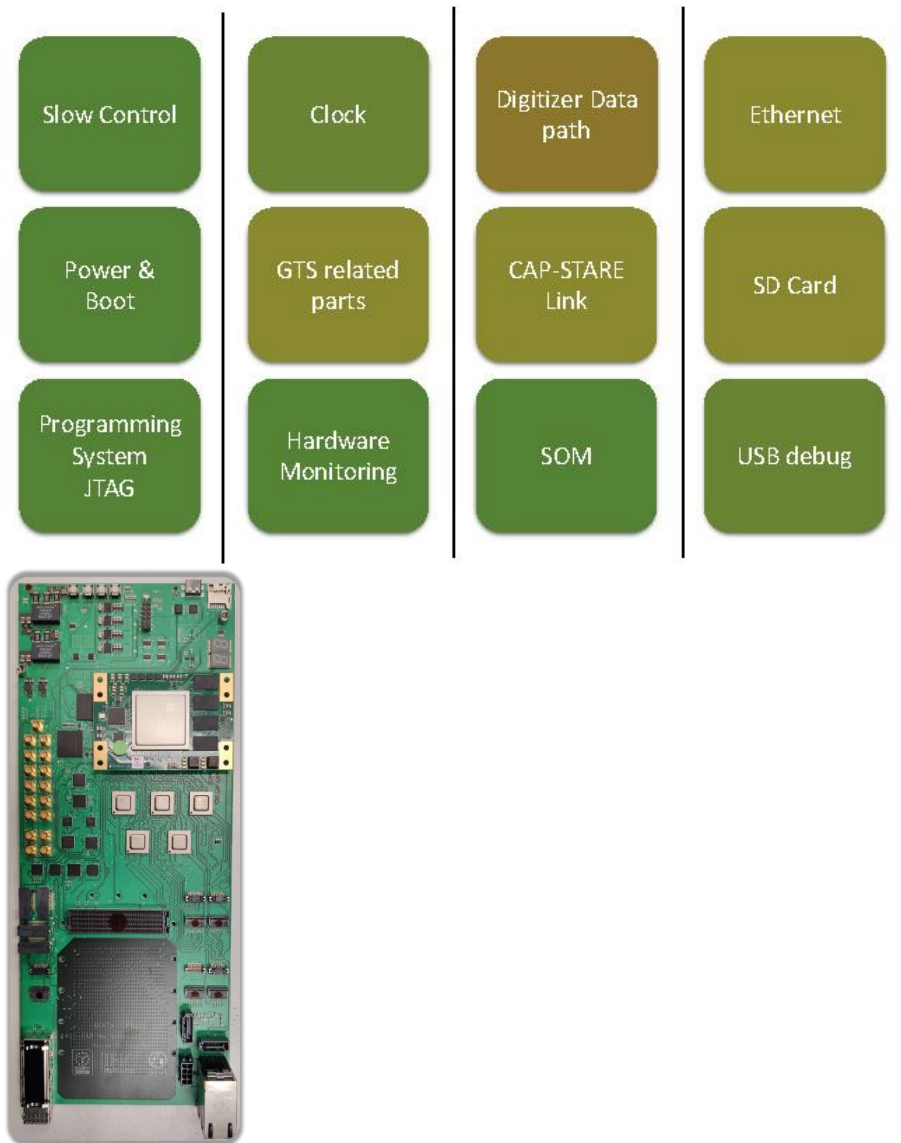 Slow Control
Clock
Digitizer Data
path
Ethernet
Power &
Boot
GTS related
parts
CAP-STARE
Link
SD Card
Programming
System
JTAG
Hardware
Monitoring
SOM
USB debug